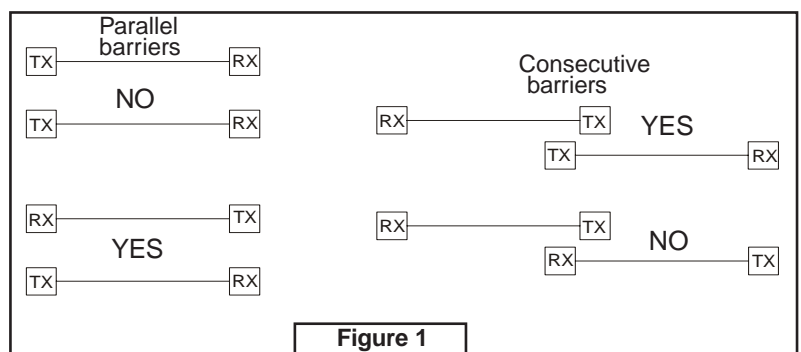 Parallel
barriers
TX RX
NO
TX RX
RX TX
YES
TX RX
Consecutive
barriers
RX TX YES
TX RX
RX TX
NO
RX TX
Figure 1